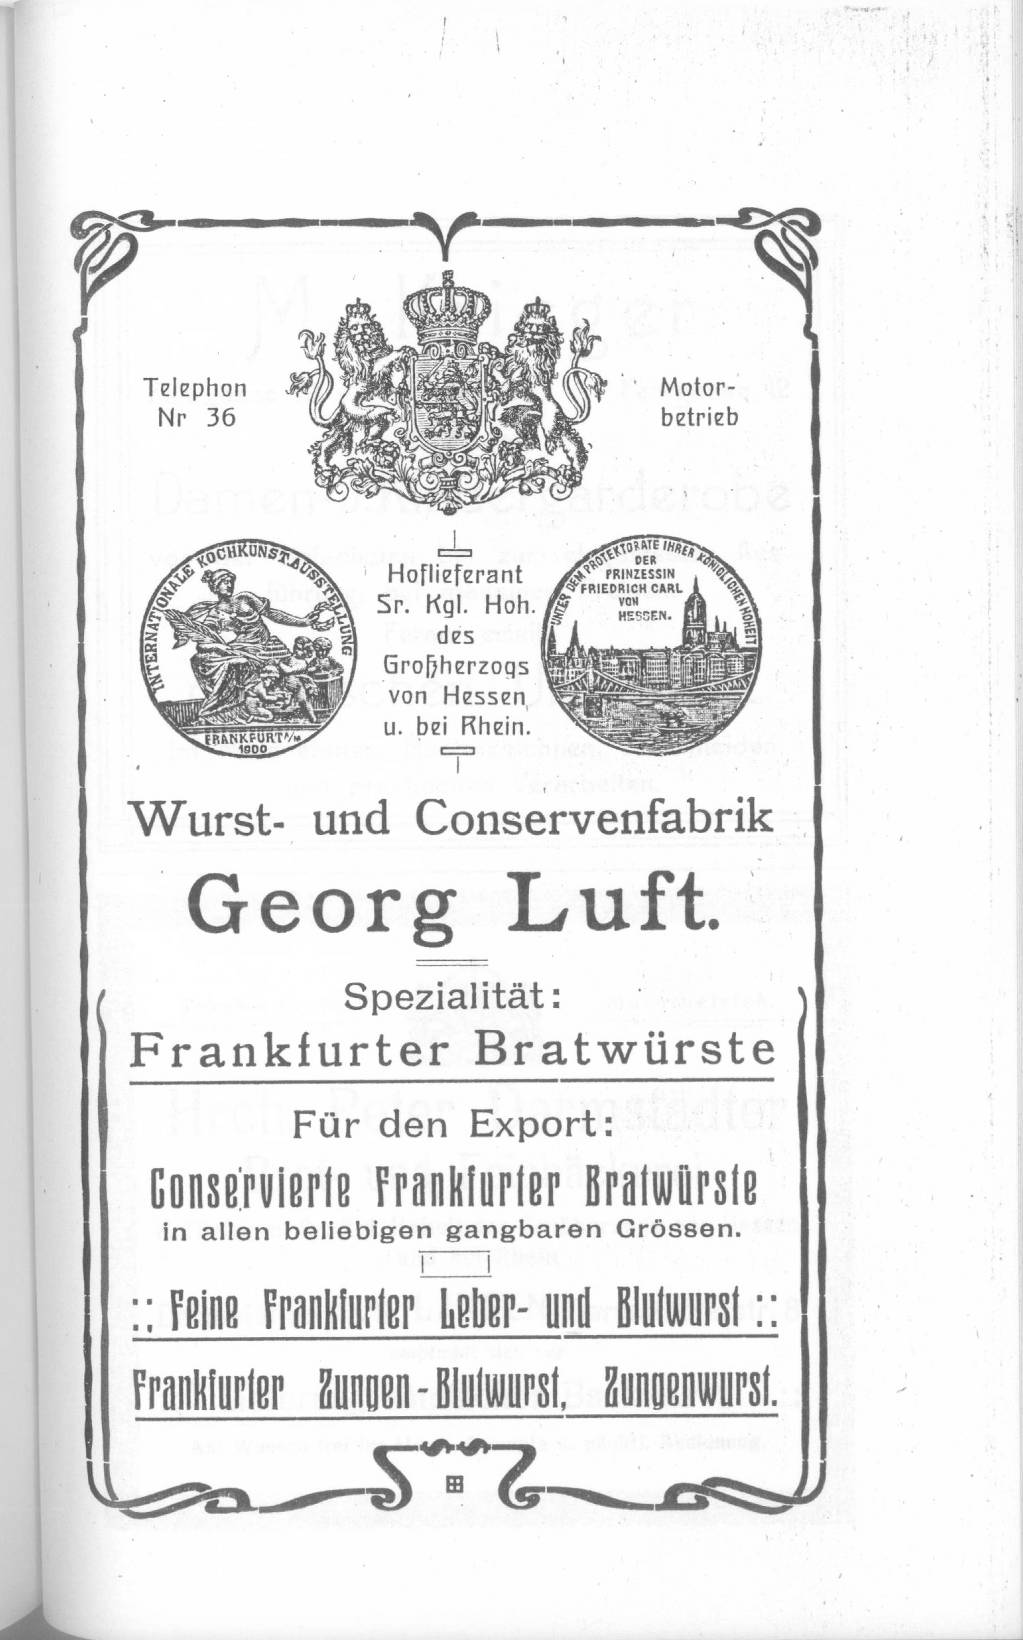 Telephon
Nr 36
Motor-
betrieb
INTERNATIONALE KOCHKUNSTAUSSTELLUNG
FRANKFURT A/M
1900
Hoflieferant
Sr. Kgl. Hoh.
des
Großherzogs
von Hessen
u. bei Rhein.
UNTER DEM PROTEKTORATE IHRER KÖNIGLICHEN HOHEIT
DER
PRINZESSIN
FRIEDRICH CARL
VON
HESSEN.
Wurst- und Conservenfabrik
Georg Luft.
Spezialität:
Frankfurter Bratwürste
Für den Export:
Conservierte Frankfurter Bratwürste
in allen beliebigen gangbaren Grössen.
:: Feine Frankfurter Leber- und Blutwurst ::
Frankfurter Zungen-Blutwurst, Zungenwurst.